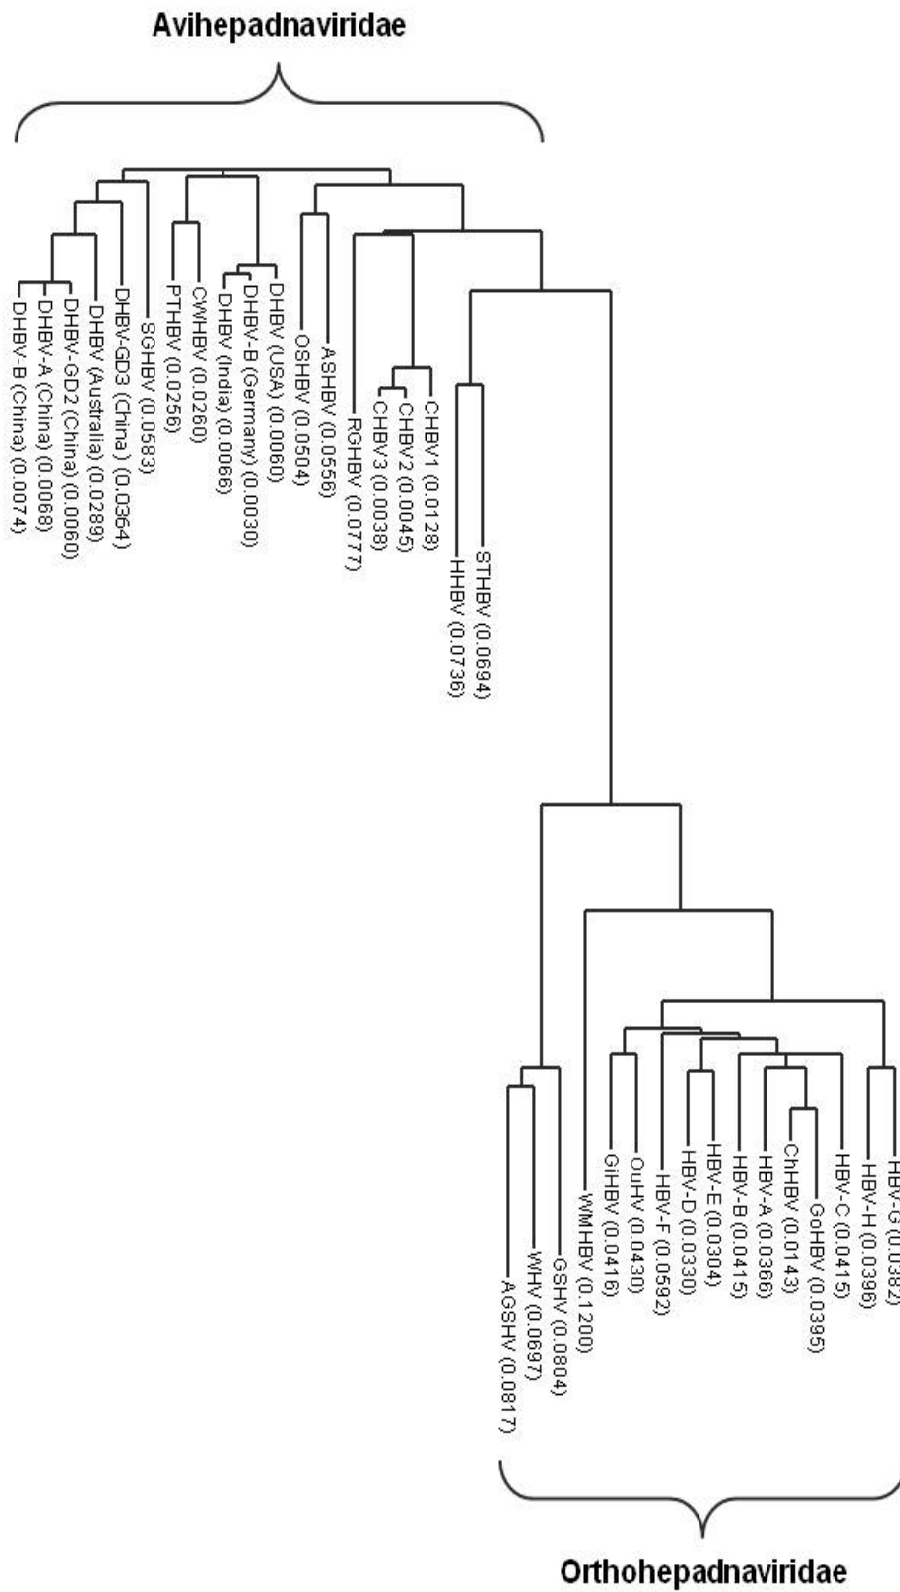 Avihepadnaviridae
DHBV-B (China) (0.0074)
DHBV-A (China) (0.0068)
DHBV-GD2 (China) (0.0060)
DHBV (Australia) (0.0289)
DHBV-GD3 (China ) (0.0364)
SGHBV (0.0583)
PTHBV (0.0256)
CWHBV (0.0260)
DHBV (India) (0.0066)
DHBV-B (Germany) (0.0030)
DHBV (USA) (0.0060)
OSHBV (0.0504)
ASHBV (0.0556)
RGHBV (0.0777)
CHBV3 (0.0038)
CHBV2 (0.0045)
CHBV1 (0.0128)
HHBV (0.0736)
STHBV (0.0694)
AGSHV (0.0817)
WHV (0.0697)
GSHV (0.0804)
WMHBV (0.1200)
GiHBV (0.0416)
OuHV (0.0430)
HBV-F (0.0592)
HBV-D (0.0330)
HBV-E (0.0304)
HBV-B (0.0415)
HBV-A (0.0366)
ChHBV (0.0143)
GoHBV (0.0395)
HBV-C (0.0415)
HBV-H (0.0396)
HBV-G (0.0382)
Orthohepadnaviridae